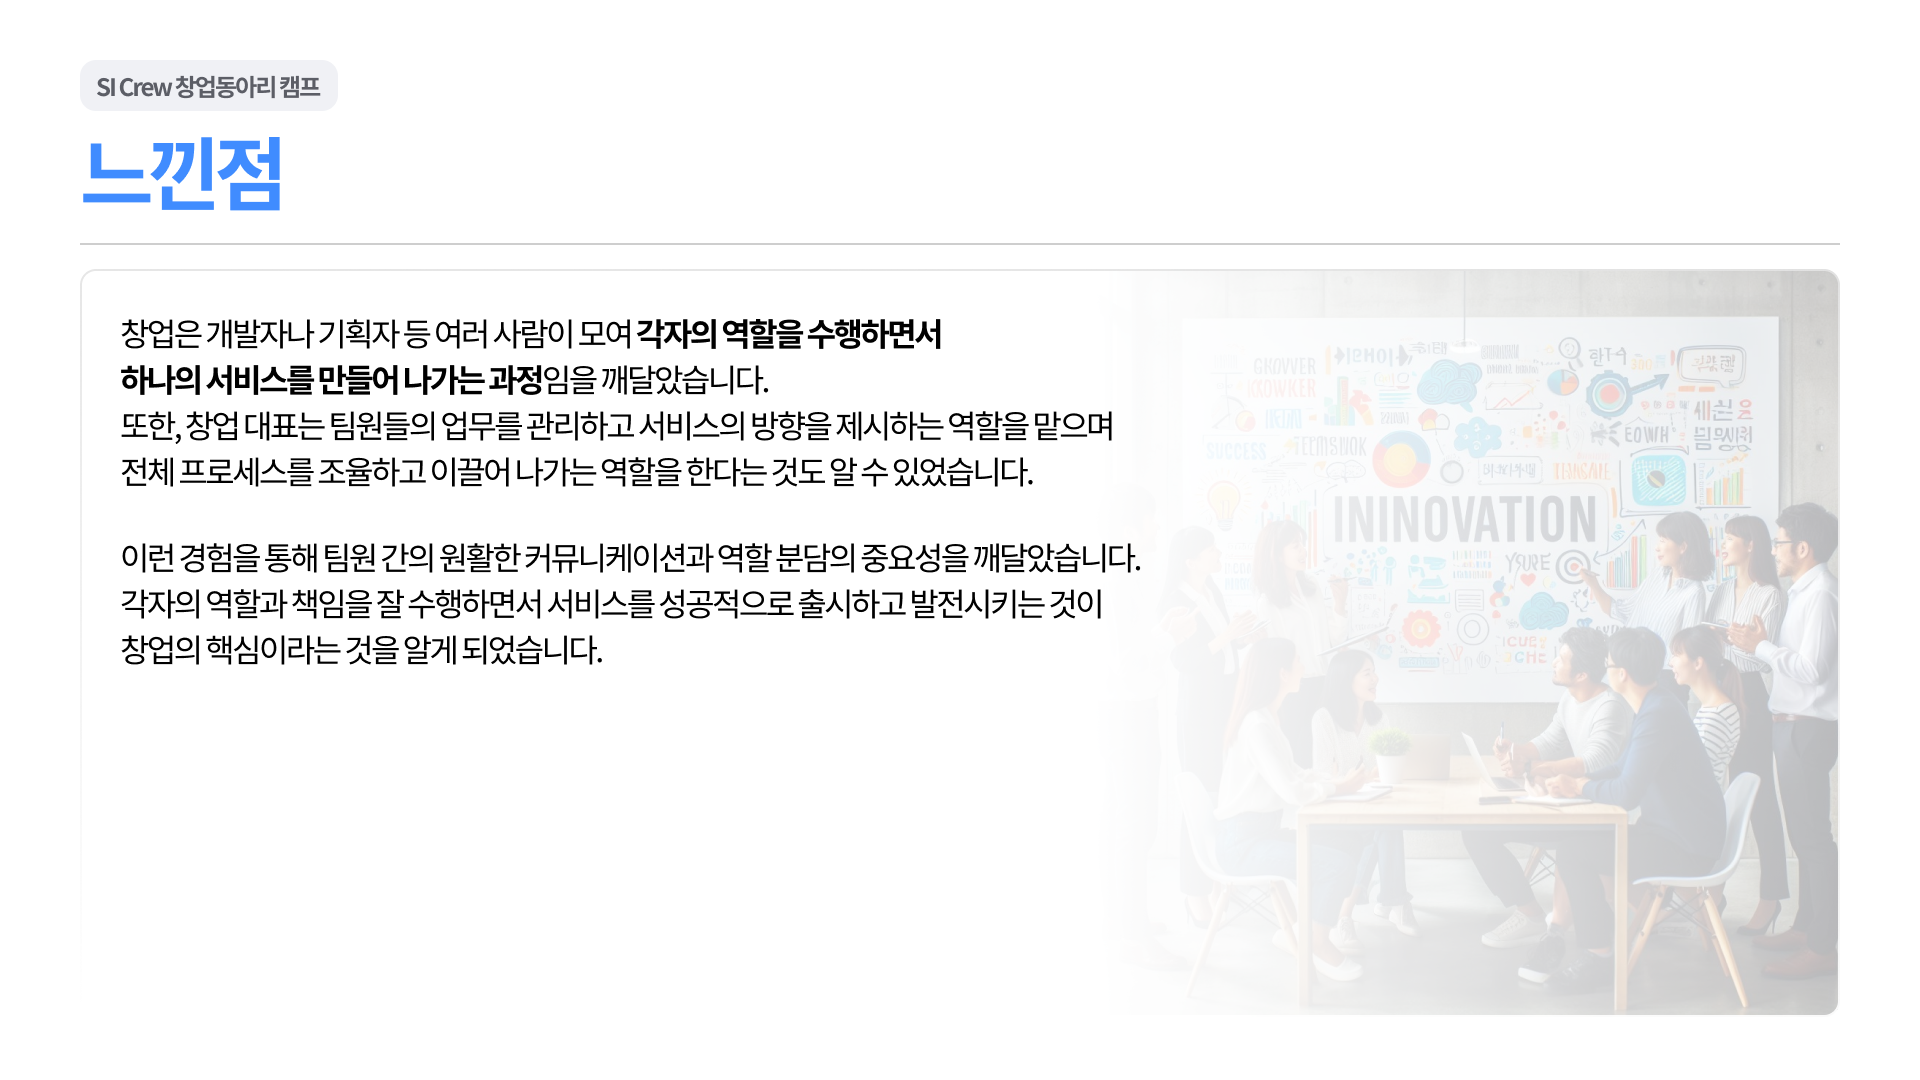 SI Crew 창업동아리 캠프
느낀점
창업은 개발자나 기획자 등 여러 사람이 모여 각자의 역할을 수행하면서
하나의 서비스를 만들어 나가는 과정임을 깨달았습니다.
또한, 창업 대표는 팀원들의 업무를 관리하고 서비스의 방향을 제시하는 역할을 맡으며
전체 프로세스를 조율하고 이끌어 나가는 역할을 한다는 것도 알 수 있었습니다.
이런 경험을 통해 팀원 간의 원활한 커뮤니케이션과 역할 분담의 중요성을 깨달았습니다.
각자의 역할과 책임을 잘 수행하면서 서비스를 성공적으로 출시하고 발전시키는 것이
창업의 핵심이라는 것을 알게 되었습니다.
SUCCESS
ININOVATION